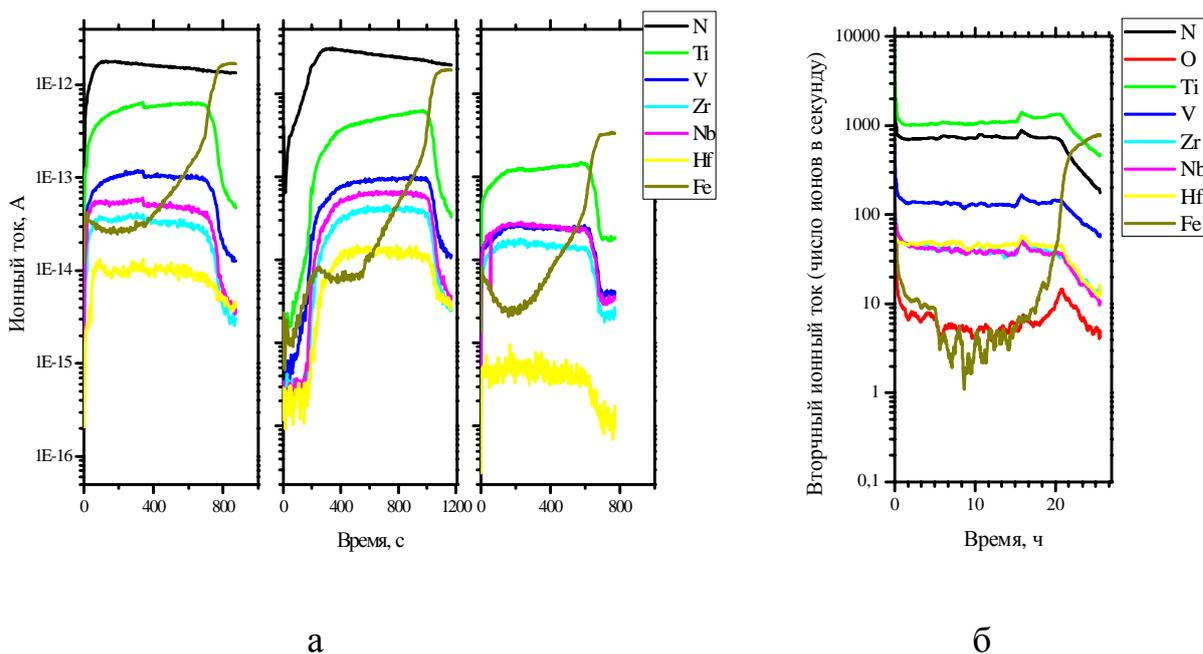 N
Ti
V
Zr
Nb
Hf
Fe
1E-12
1E-13
1E-14
1E-15
1E-16
Ионный ток, А
0 400 800
0 400 800 1200
0 400 800
Время, с
а
N
O
Ti
V
Zr
Nb
Hf
Fe
10000
1000
100
10
1
0,1
Вторчный ионный ток (число ионов в секунду)
0 10 20
Время, ч
б